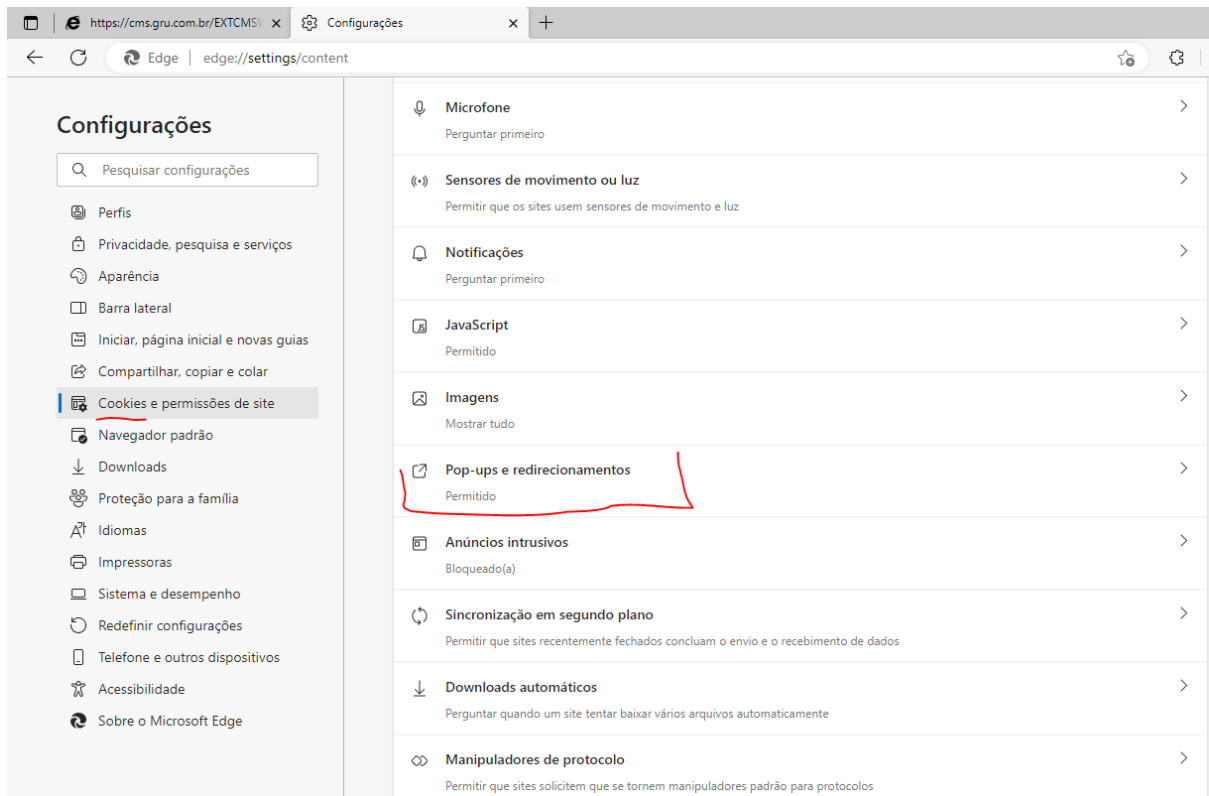 https://cms.gru.com.br/EXTCMSV
Configurações
Edge
edge://settings/content
Configurações
Pesquisar configurações
Perfis
Privacidade, pesquisa e serviços
Aparência
Barra lateral
Iniciar, página inicial e novas guias
Compartilhar, copiar e colar
Cookies e permissões de site
Navegador padrão
Downloads
Proteção para a família
Idiomas
Impressoras
Sistema e desempenho
Redefinir configurações
Telefone e outros dispositivos
Acessibilidade
Sobre o Microsoft Edge
Microfone
Perguntar primeiro
Sensores de movimento ou luz
Permitir que os sites usem sensores de movimento e luz
Notificações
Perguntar primeiro
JavaScript
Permitido
Imagens
Mostrar tudo
Pop-ups e redirecionamentos
Permitido
Anúncios intrusivos
Bloqueado(a)
Sincronização em segundo plano
Permitir que sites recentemente fechados concluam o envio e o recebimento de dados
Downloads automáticos
Perguntar quando um site tentar baixar vários arquivos automaticamente
Manipuladores de protocolo
Permitir que sites solicitem que se tornem manipuladores padrão para protocolos